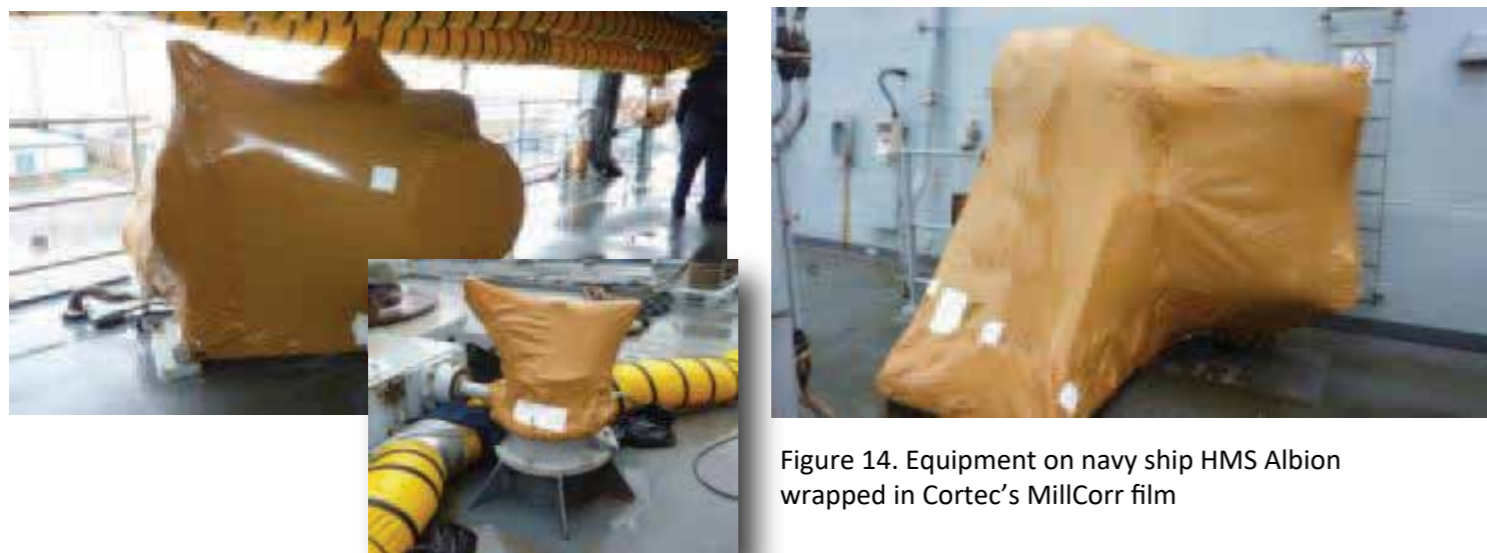 Figure 14. Equipment on navy ship HMS Albion
wrapped in Cortec’s MillCorr film